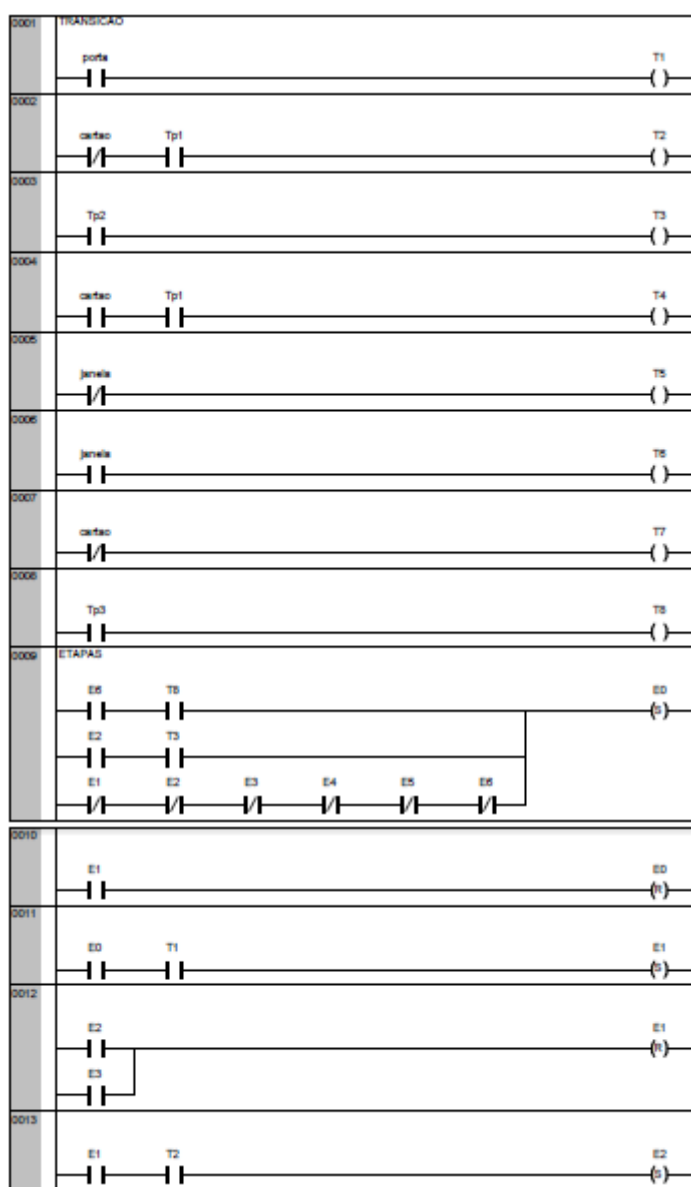 0001 TRANSICAO
porta T1
( )
0002
cartao Tp1 T2
( )
0003
Tp2 T3
( )
0004
cartao Tp1 T4
( )
0005
janela T5
( )
0006
janela T6
( )
0007
cartao T7
( )
0008
Tp3 T8
( )
0009 ETAPAS
E6 T8 E0
(S)
E2 T3
E1 E2 E3 E4 E5 E6
0010
E1 E0
(R)
0011
E0 T1 E1
(S)
0012
E2 E1
(R)
E3
0013
E1 T2 E2
(S)